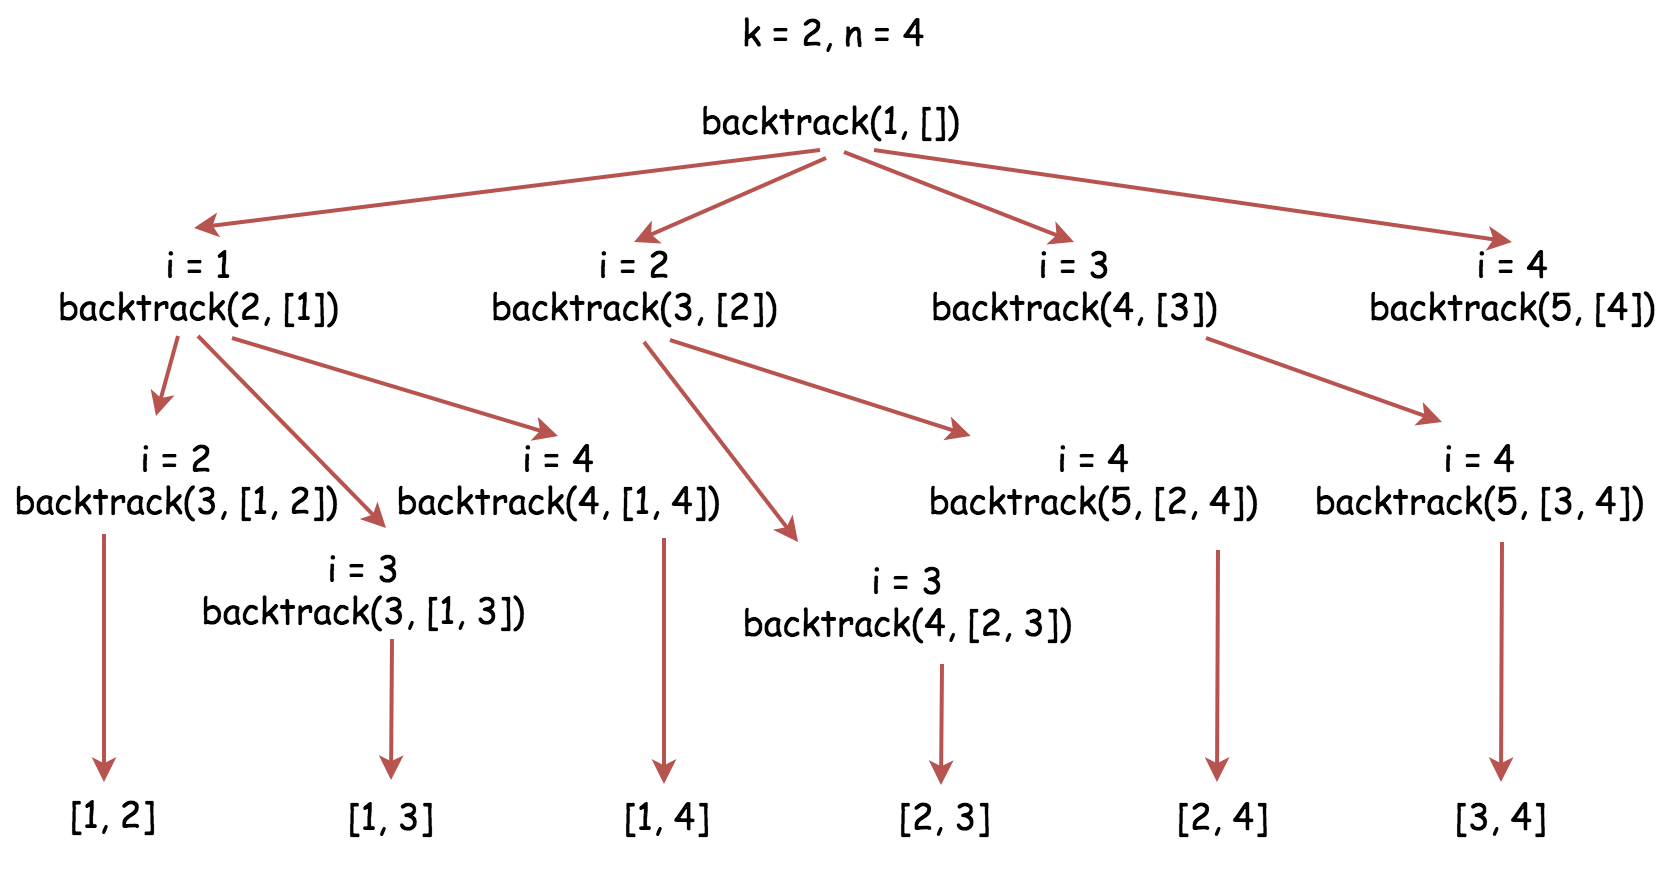 k = 2, n = 4
backtrack(1, [])
i = 1
backtrack(2, [1])
i = 2
backtrack(3, [2])
i = 3
backtrack(4, [3])
i = 4
backtrack(5, [4])
i = 2
backtrack(3, [1, 2])
i = 3
backtrack(3, [1, 3])
i = 4
backtrack(4, [1, 4])
i = 3
backtrack(4, [2, 3])
i = 4
backtrack(5, [2, 4])
i = 4
backtrack(5, [3, 4])
[1, 2]
[1, 3]
[1, 4]
[2, 3]
[2, 4]
[3, 4]